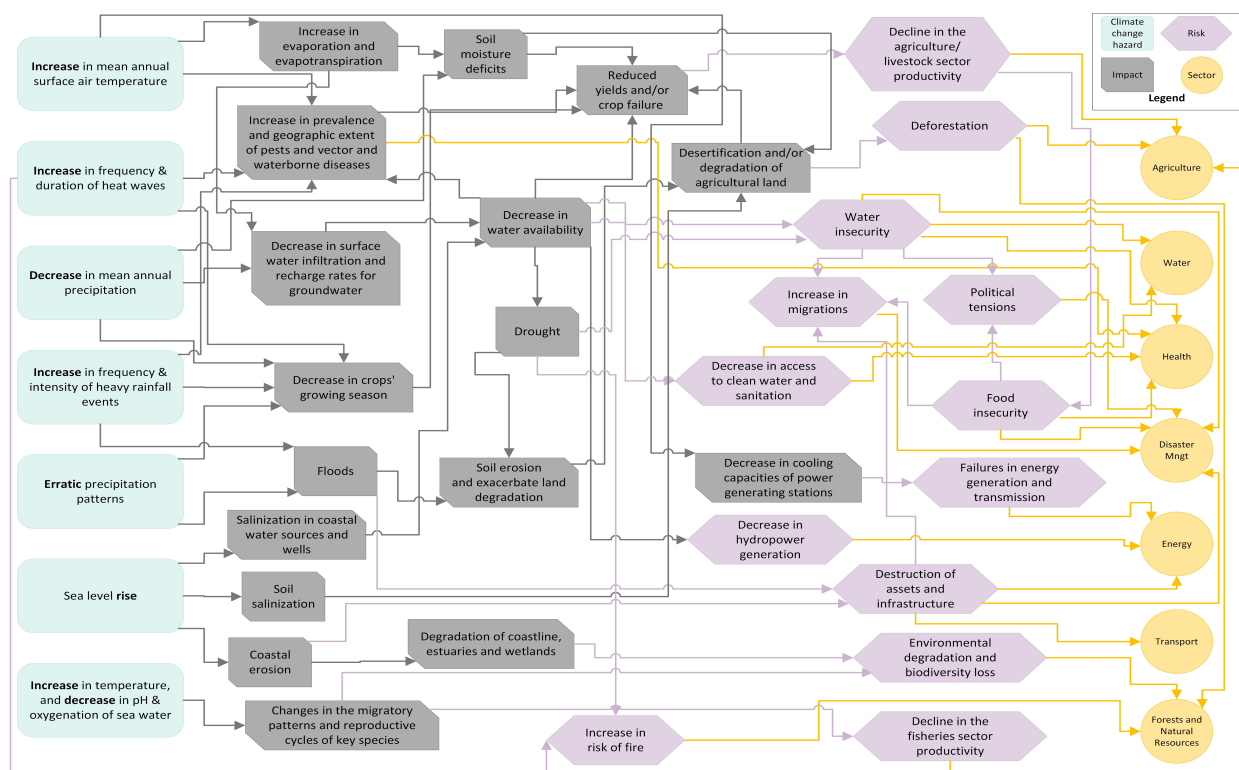 Increase in mean annual
surface air temperature
Increase in frequency &
duration of heat waves
Decrease in mean annual
precipitation
Increase in frequency &
intensity of heavy rainfall
events
Erratic precipitation
patterns
Sea level rise
Increase in temperature,
and decrease in pH &
oxygenation of sea water
Increase in
evaporation and
evapotranspiration
Soil
moisture
deficits
Reduced
yields and/or
crop failure
Increase in prevalence
and geographic extent
of pests and vector and
waterborne diseases
Desertification and/or
degradation of
agricultural land
Decrease in
water availability
Decrease in surface
water infiltration and
recharge rates for
groundwater
Drought
Decrease in crops'
growing season
Floods
Soil erosion
and exacerbate land
degradation
Decrease in cooling
capacities of power
generating stations
Salinization in coastal
water sources and
wells
Soil
salinization
Coastal
erosion
Degradation of coastline,
estuaries and wetlands
Changes in the migratory
patterns and reproductive
cycles of key species
Decline in the
agriculture/
livestock sector
productivity
Deforestation
Water
insecurity
Increase in
migrations
Political
tensions
Decrease in access
to clean water and
sanitation
Food
insecurity
Failures in energy
generation and
transmission
Decrease in
hydropower
generation
Destruction of
assets and
infrastructure
Environmental
degradation and
biodiversity loss
Increase in
risk of fire
Decline in the
fisheries sector
productivity
Agriculture
Water
Health
Disaster
Mngt
Energy
Transport
Forests and
Natural
Resources
Climate
change
hazard
Risk
Impact
Sector
Legend